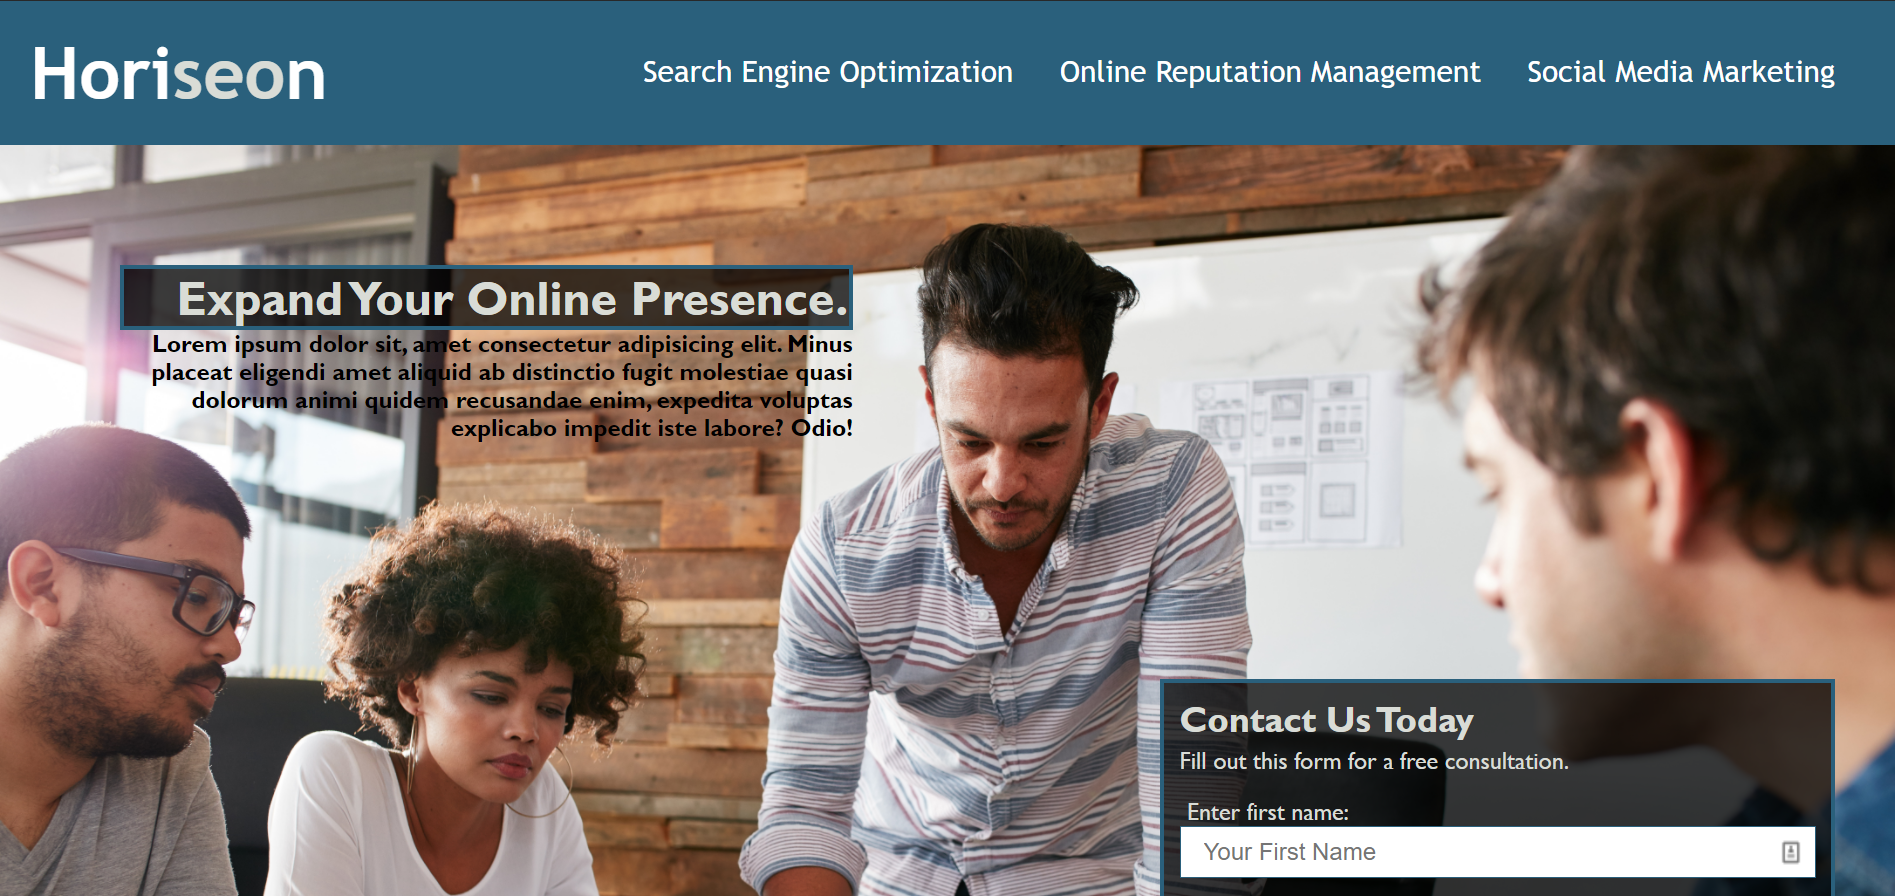 Horiseon
Search Engine Optimization
Online Reputation Management
Social Media Marketing
Expand Your Online Presence.
Lorem ipsum dolor sit, amet consectetur adipisicing elit. Minus
placeat eligendi amet aliquid ab distinctio fugit molestiae quasi
dolorum animi quidem recusandae enim, expedita voluptas
explicabo impedit iste labore? Odio!
Contact Us Today
Fill out this form for a free consultation.
Enter first name:
Your First Name